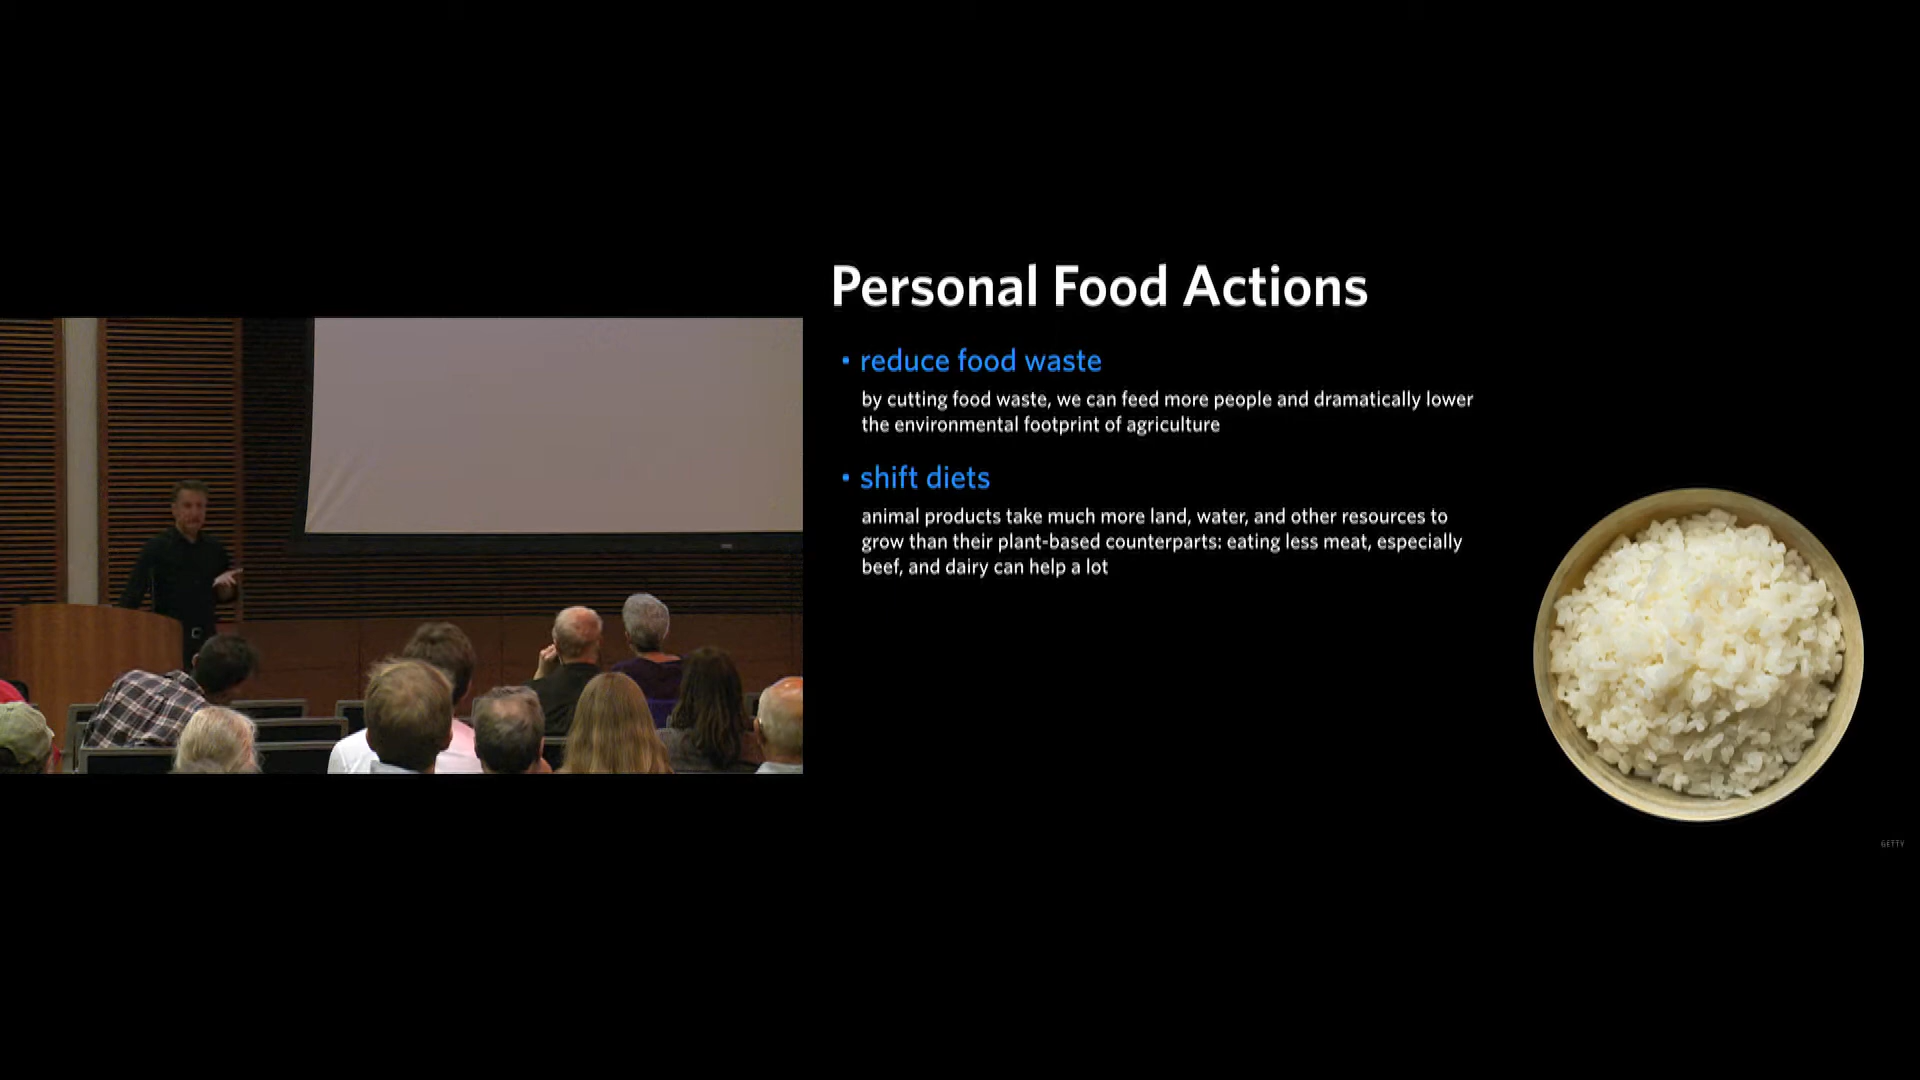 Personal Food Actions
• reduce food waste
by cutting food waste, we can feed more people and dramatically lower
the environmental footprint of agriculture
• shift diets
animal products take much more land, water, and other resources to
grow than their plant-based counterparts: eating less meat, especially
beef, and dairy can help a lot
GETTY